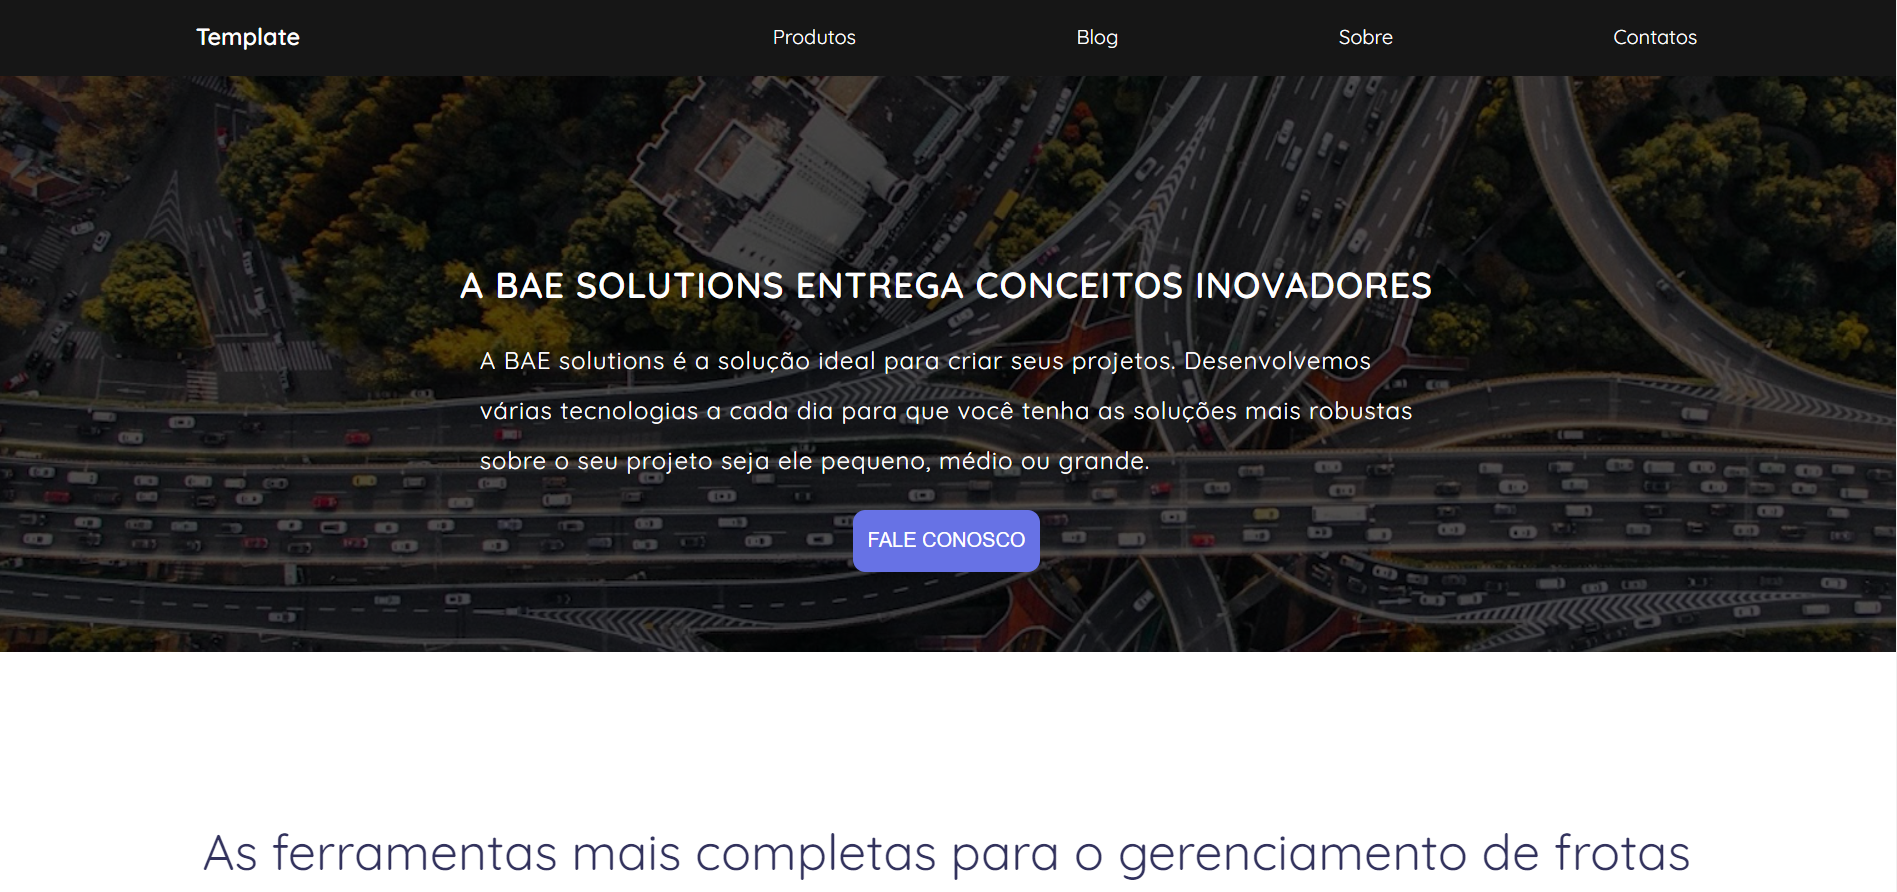 Template
Produtos
Blog
Sobre
Contatos
A BAE SOLUTIONS ENTREGA CONCEITOS INOVADORES
A BAE solutions é a solução ideal para criar seus projetos. Desenvolvemos
várias tecnologias a cada dia para que você tenha as soluções mais robustas
sobre o seu projeto seja ele pequeno, médio ou grande.
FALE CONOSCO
As ferramentas mais completas para o gerenciamento de frotas